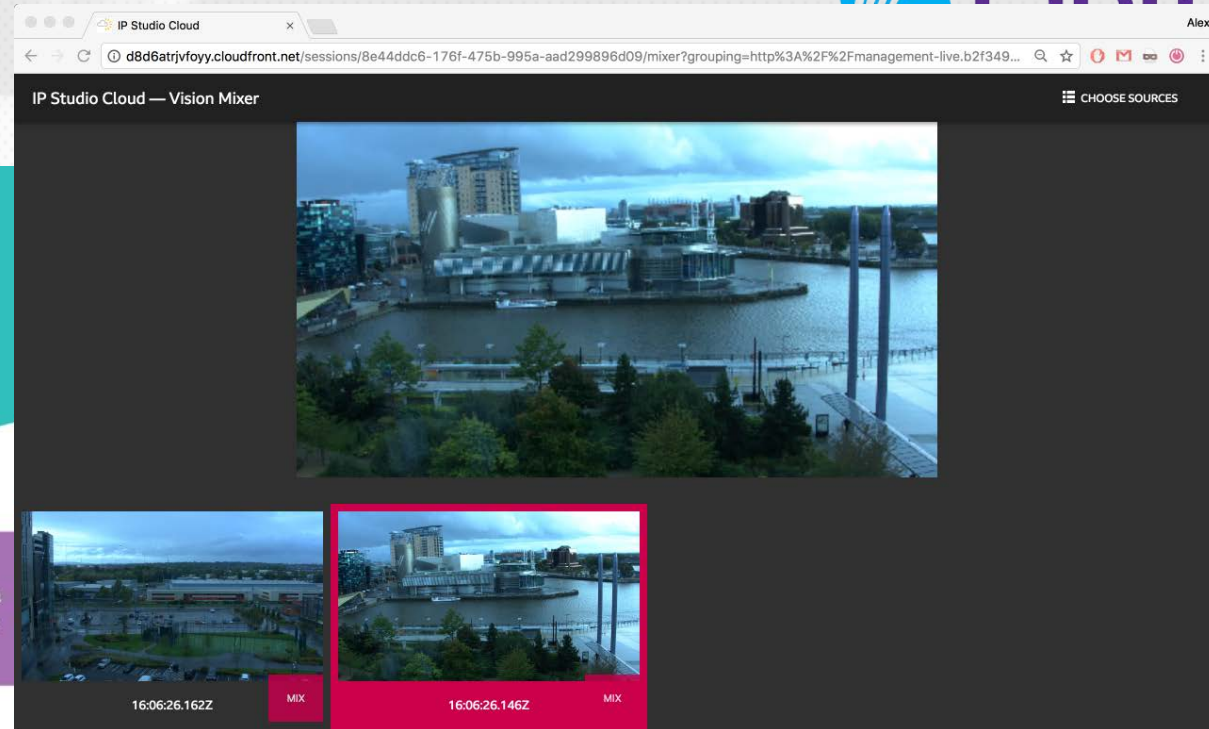 IP Studio Cloud
Alex
d8d6atrjvfoyy.cloudfront.net/sessions/8e44ddc6-176f-475b-995a-aad299896d09/mixer?grouping=http%3A%2F%2Fmanagement-live.b2f349...
IP Studio Cloud — Vision Mixer
CHOOSE SOURCES
16:06:26.162Z
MIX
16:06:26.146Z
MIX